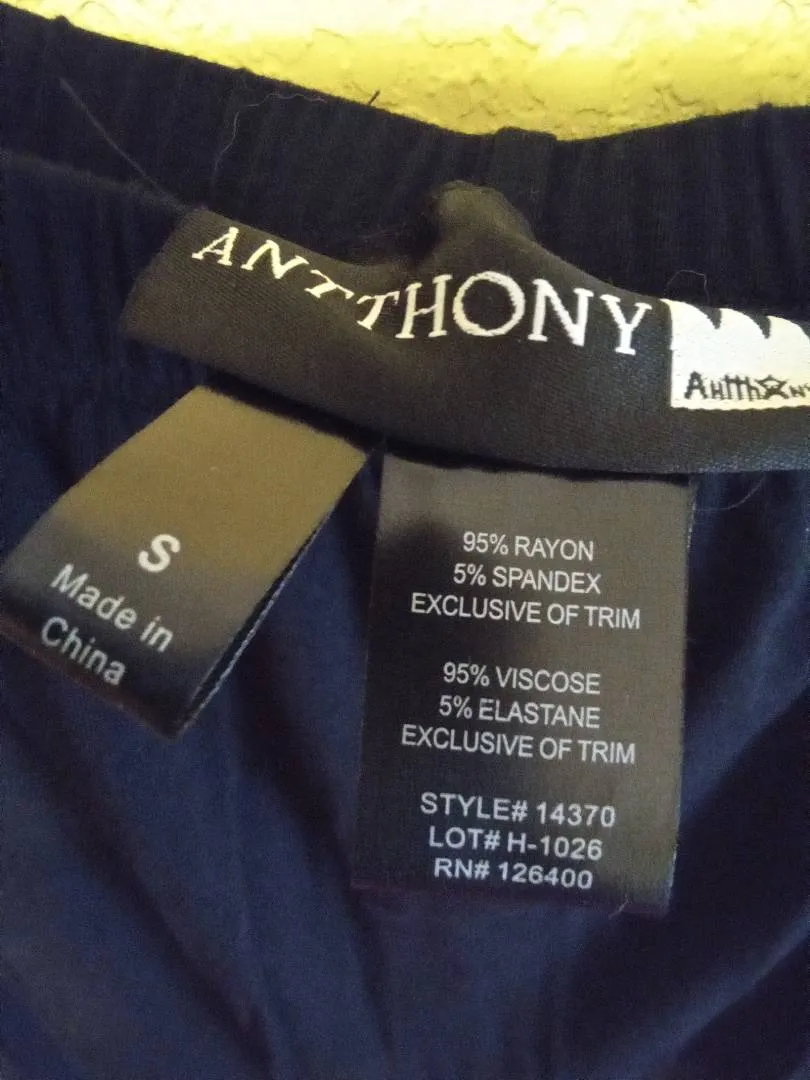 ANTTHONY
AntthOny
S
Made in
China
95% RAYON
5% SPANDEX
EXCLUSIVE OF TRIM
95% VISCOSE
5% ELASTANE
EXCLUSIVE OF TRIM
STYLE# 14370
LOT# H-1026
RN# 126400